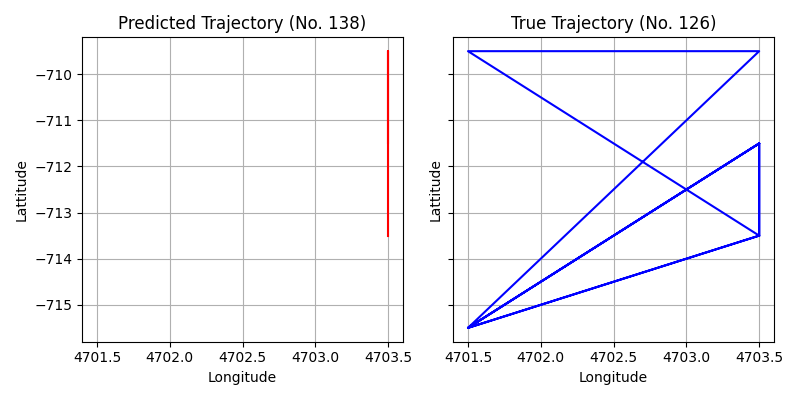 Predicted Trajectory (No. 138)
True Trajectory (No. 126)
−710
−711
−712
−713
−714
−715
Lattitude
Lattitude
4701.5 4702.0 4702.5 4703.0 4703.5
4701.5 4702.0 4702.5 4703.0 4703.5
Longitude
Longitude